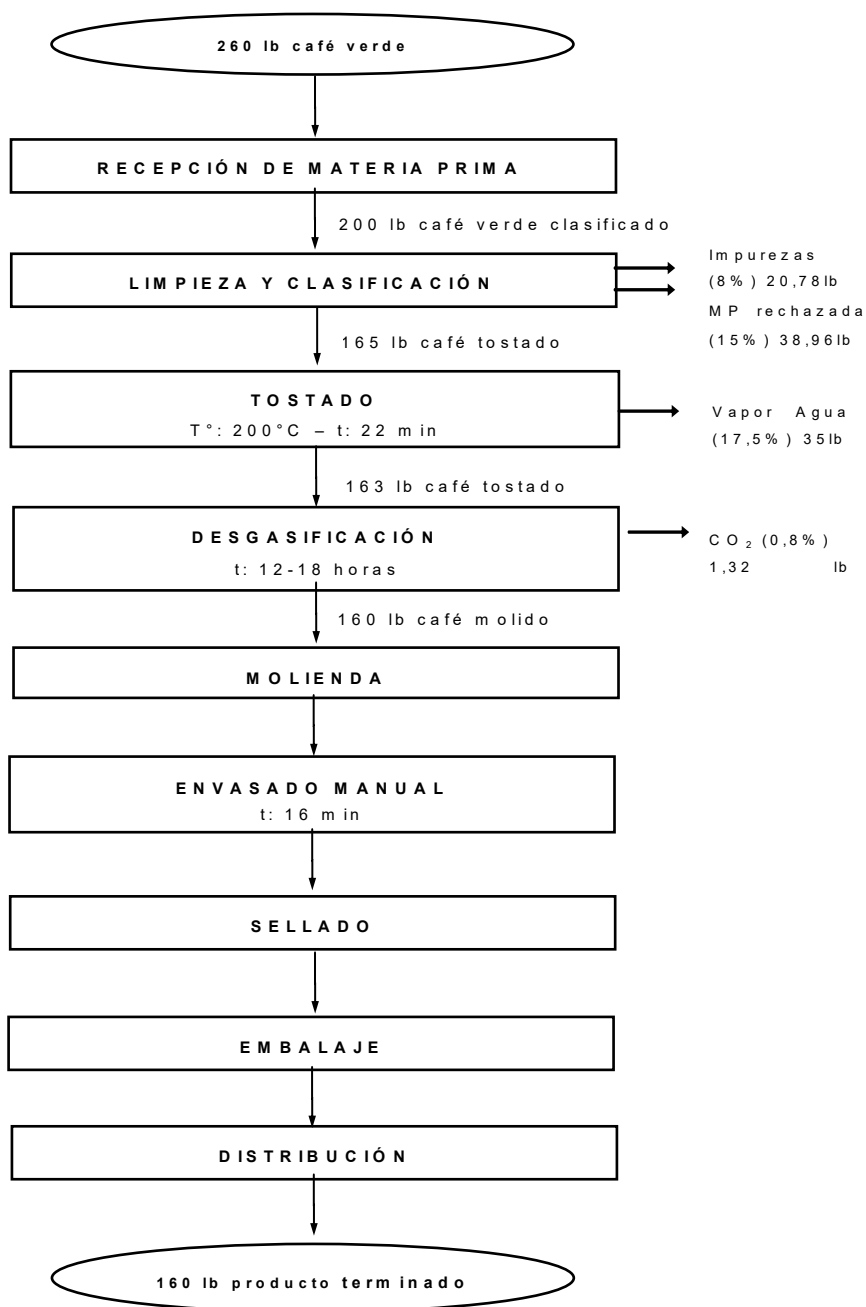 260 lb café verde
RECEPCIÓN DE MATERIA PRIMA
200 lb café verde clasificado
LIMPIEZA Y CLASIFICACIÓN
Impurezas
(8%) 20,78lb
MP rechazada
(15%) 38,96lb
165 lb café tostado
TOSTADO
T°: 200°C – t: 22 min
Vapor Agua
(17,5%) 35lb
163 lb café tostado
DESGASIFICACIÓN
t: 12-18 horas
CO₂ (0,8%)
1,32 lb
160 lb café molido
MOLIENDA
ENVASADO MANUAL
t: 16 min
SELLADO
EMBALAJE
DISTRIBUCIÓN
160 lb producto terminado